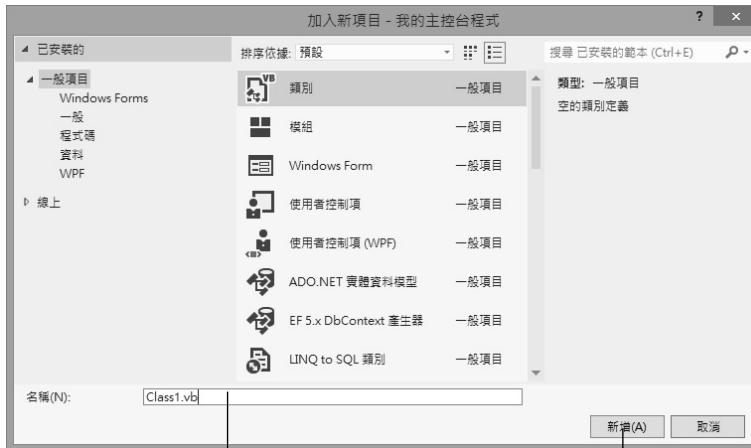 加入新項目 - 我的主控台程式
? ×
已安裝的
排序依據: 預設
搜尋 已安裝的範本 (Ctrl+E)
一般項目
Windows Forms
一般
程式碼
資料
WPF
線上
VB
類別 一般項目
模組 一般項目
Windows Form 一般項目
使用者控制項 一般項目
使用者控制項 (WPF) 一般項目
ADO.NET 實體資料模型 一般項目
EF 5.x DbContext 產生器 一般項目
LINQ to SQL 類別 一般項目
類型: 一般項目
空的類別定義
名稱(N): Class1.vb
新增(A) 取消